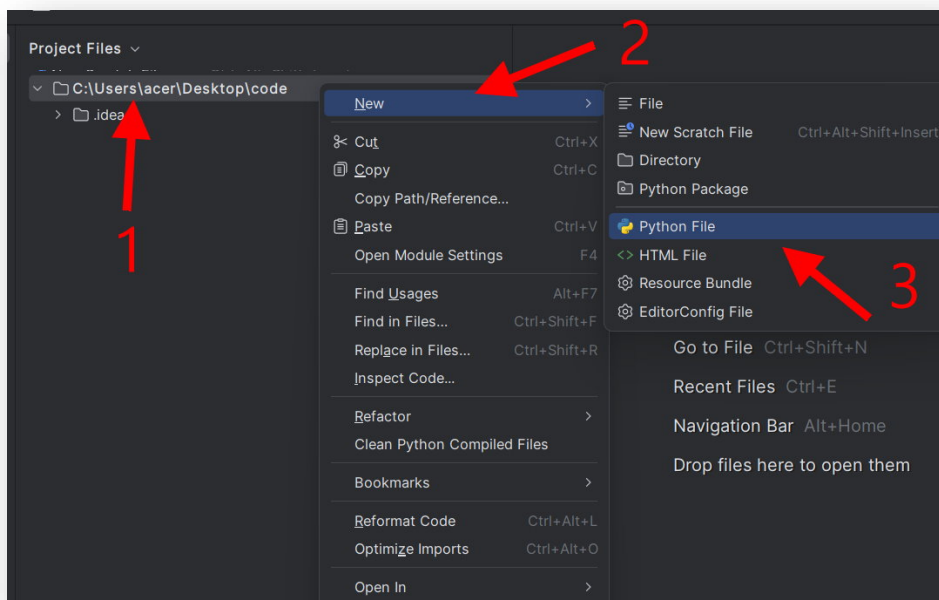 Project Files
C:\Users\acer\Desktop\code
.idea
1
2
3
New
Cut Ctrl+X
Copy Ctrl+C
Copy Path/Reference...
Paste Ctrl+V
Open Module Settings F4
Find Usages Alt+F7
Find in Files... Ctrl+Shift+F
Replace in Files... Ctrl+Shift+R
Inspect Code...
Refactor
Clean Python Compiled Files
Bookmarks
Reformat Code Ctrl+Alt+L
Optimize Imports Ctrl+Alt+O
Open In
File
New Scratch File Ctrl+Alt+Shift+Insert
Directory
Python Package
Python File
HTML File
Resource Bundle
EditorConfig File
Go to File Ctrl+Shift+N
Recent Files Ctrl+E
Navigation Bar Alt+Home
Drop files here to open them